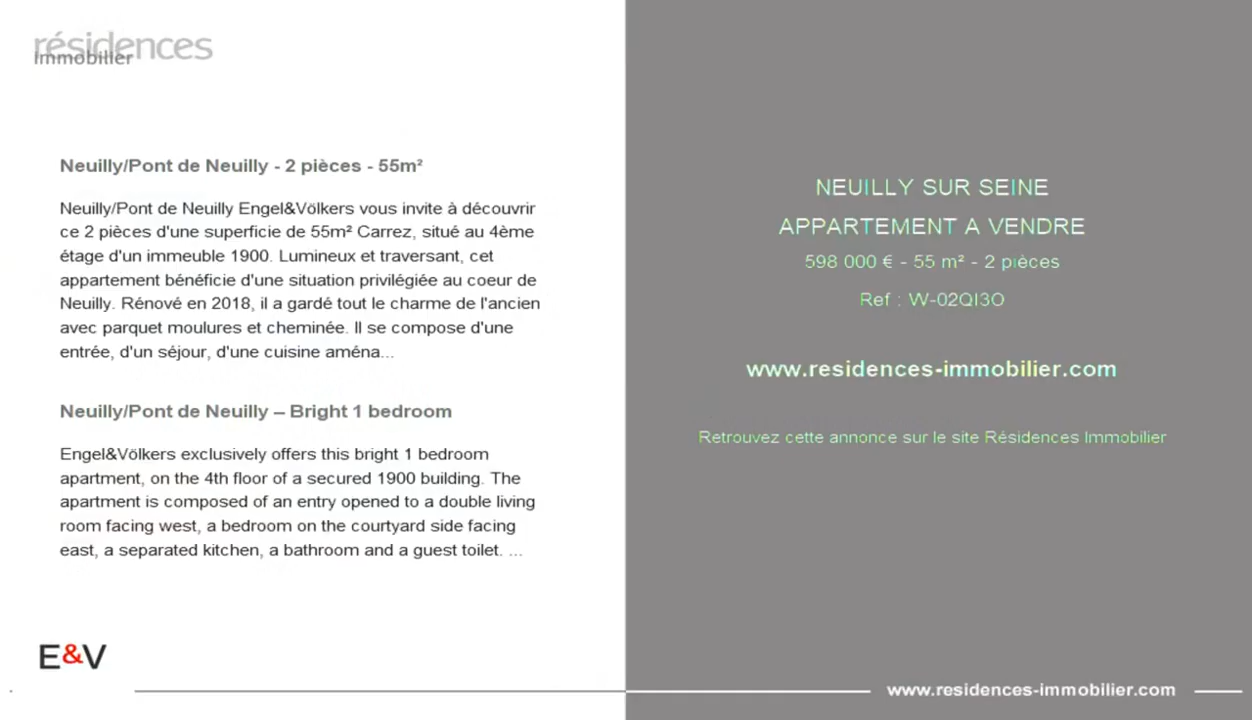 résidences
immobilier
Neuilly/Pont de Neuilly - 2 pièces - 55m²
Neuilly/Pont de Neuilly Engel&Völkers vous invite à découvrir
ce 2 pièces d'une superficie de 55m² Carrez, situé au 4ème
étage d'un immeuble 1900. Lumineux et traversant, cet
appartement bénéficie d'une situation privilégiée au coeur de
Neuilly. Rénové en 2018, il a gardé tout le charme de l'ancien
avec parquet moulures et cheminée. Il se compose d'une
entrée, d'un séjour, d'une cuisine aména...
Neuilly/Pont de Neuilly – Bright 1 bedroom
Engel&Völkers exclusively offers this bright 1 bedroom
apartment, on the 4th floor of a secured 1900 building. The
apartment is composed of an entry opened to a double living
room facing west, a bedroom on the courtyard side facing
east, a separated kitchen, a bathroom and a guest toilet. ...
E&V
NEUILLY SUR SEINE
APPARTEMENT A VENDRE
598 000 € - 55 m² - 2 pièces
Ref : W-02QI3O
www.residences-immobilier.com
Retrouvez cette annonce sur le site Résidences Immobilier
www.residences-immobilier.com